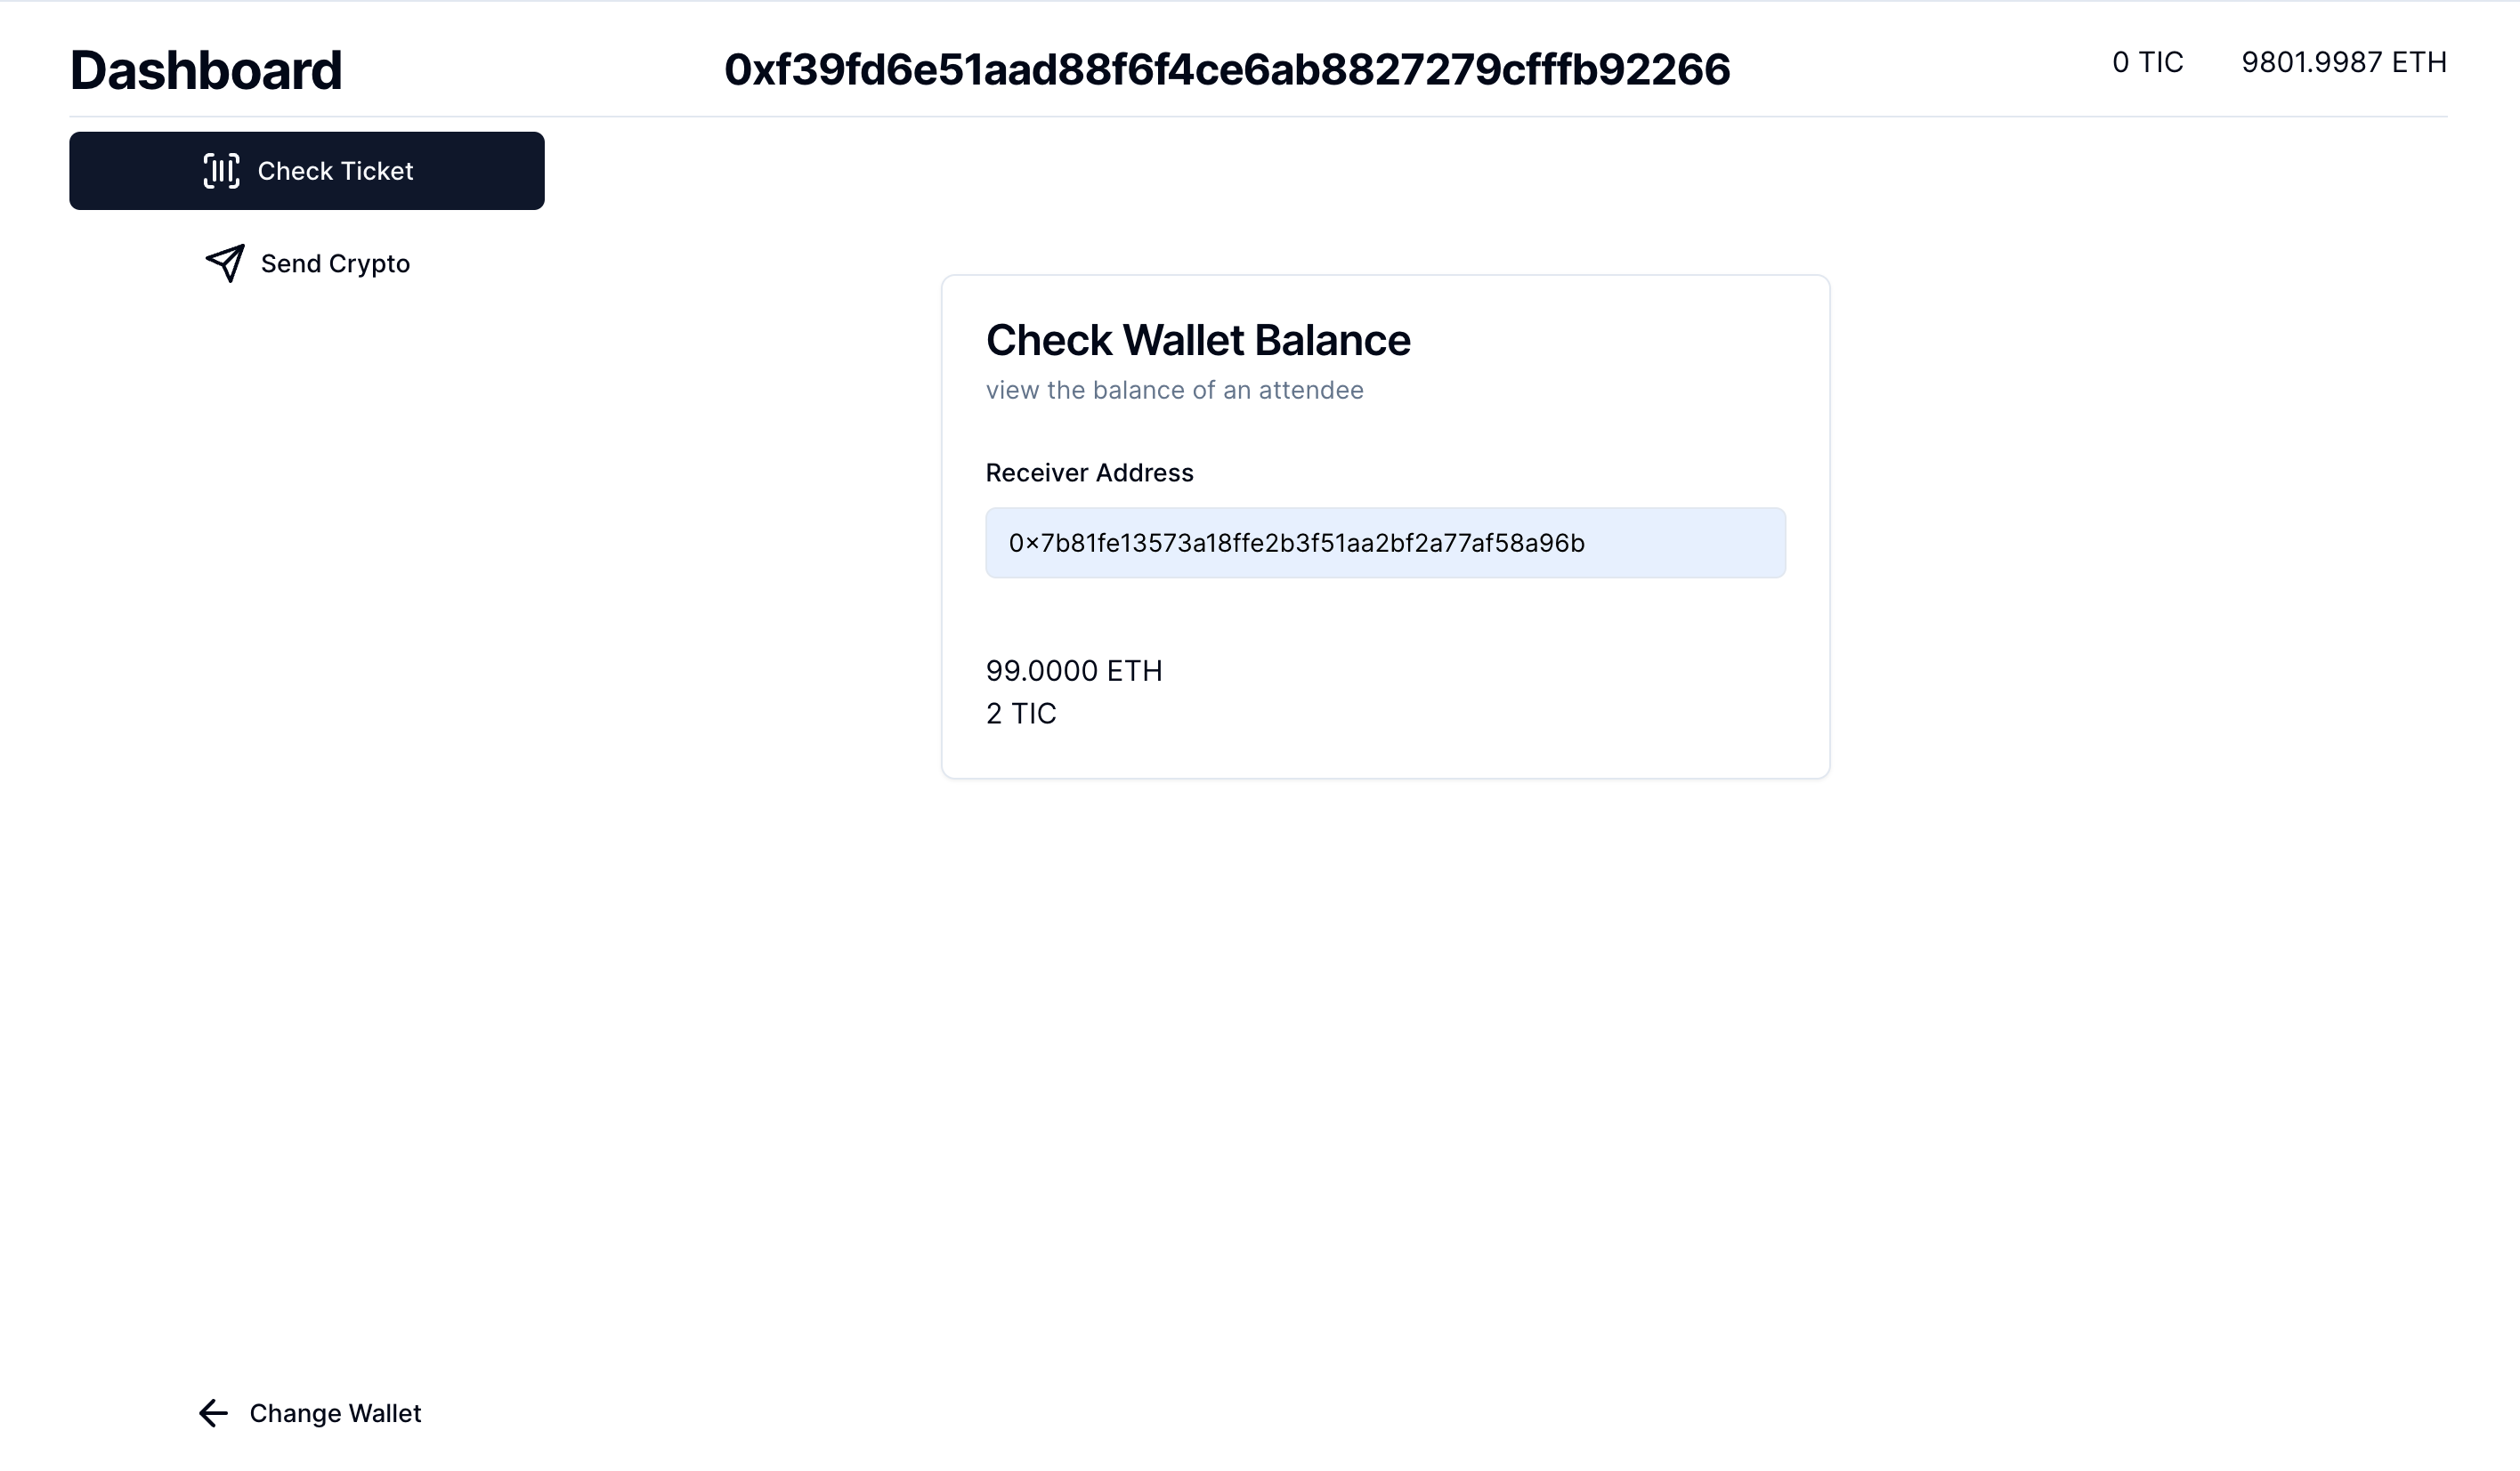 Dashboard
0xf39fd6e51aad88f6f4ce6ab8827279cfffb92266
0 TIC
9801.9987 ETH
Check Ticket
Send Crypto
Check Wallet Balance
view the balance of an attendee
Receiver Address
0x7b81fe13573a18ffe2b3f51aa2bf2a77af58a96b
99.0000 ETH
2 TIC
Change Wallet